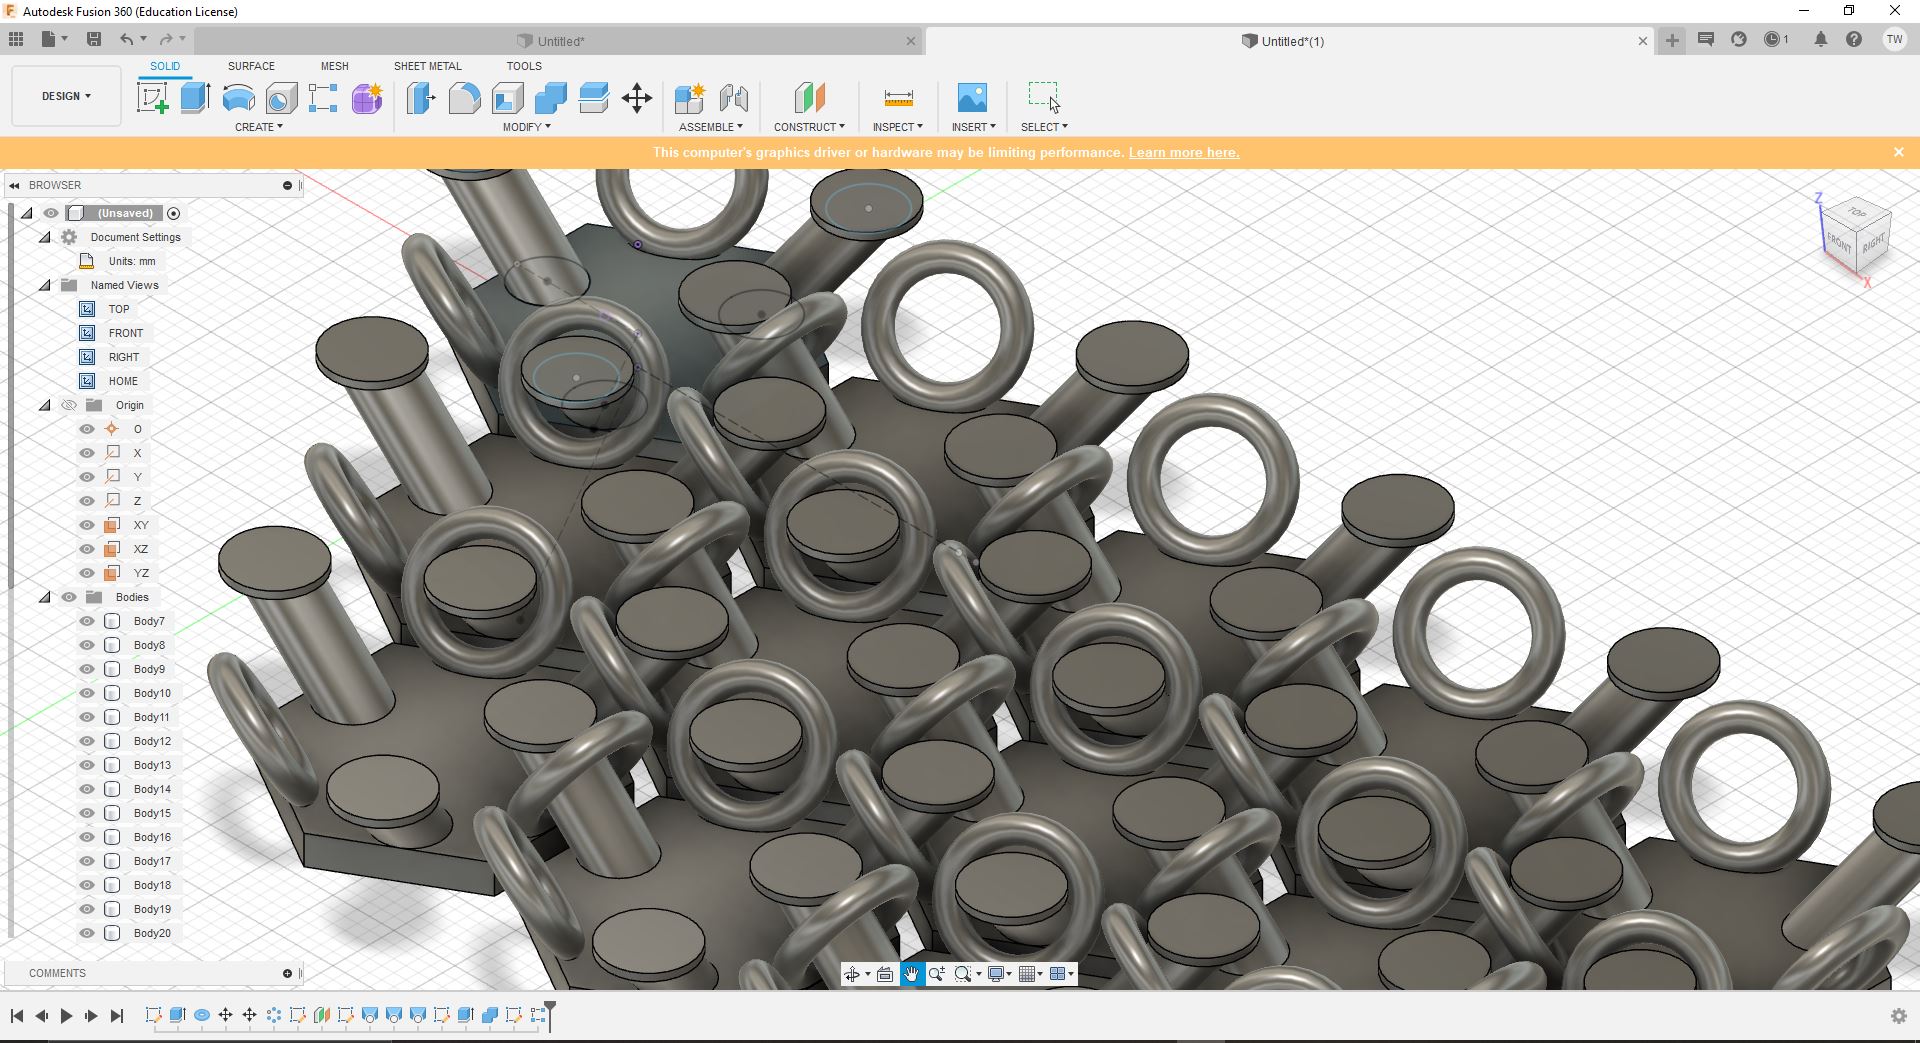 Autodesk Fusion 360 (Education License)
Untitled*
Untitled*(1)
1
TW
DESIGN
SOLID
SURFACE
MESH
SHEET METAL
TOOLS
CREATE
MODIFY
ASSEMBLE
CONSTRUCT
INSPECT
INSERT
SELECT
This computer's graphics driver or hardware may be limiting performance. Learn more here.
BROWSER
(Unsaved)
Document Settings
Units: mm
Named Views
TOP
FRONT
RIGHT
HOME
Origin
O
X
Y
Z
XY
XZ
YZ
Bodies
Body7
Body8
Body9
Body10
Body11
Body12
Body13
Body14
Body15
Body16
Body17
Body18
Body19
Body20
COMMENTS
Z
TOP
FRONT
RIGHT
X